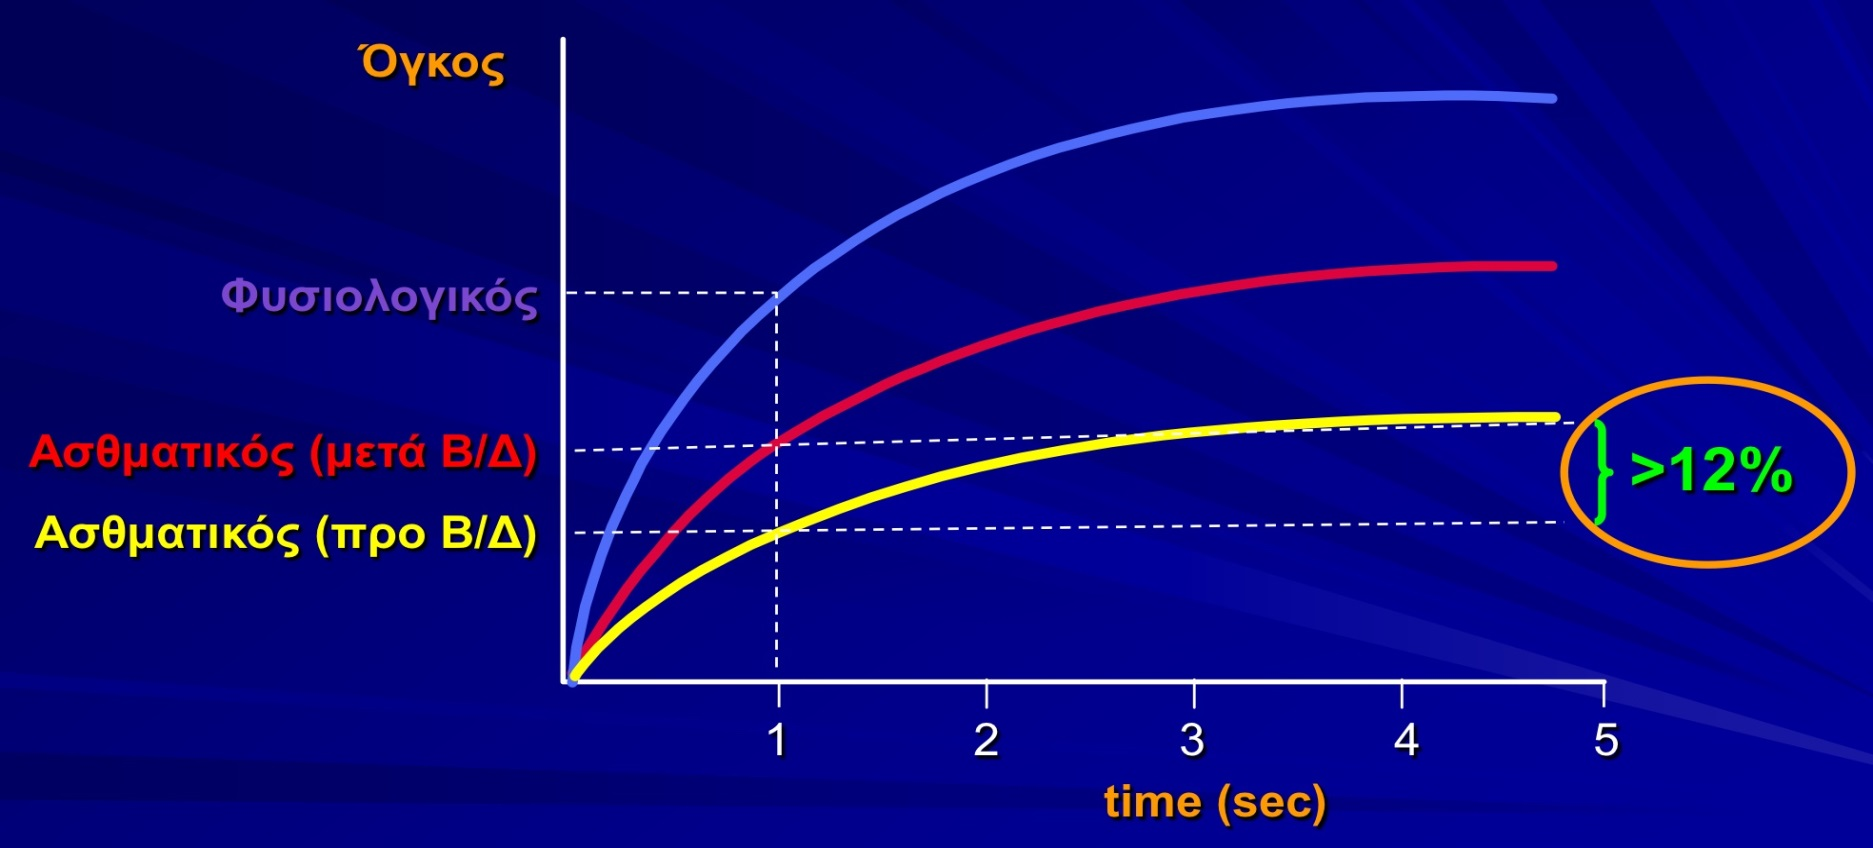 Όγκος
Φυσιολογικός
Ασθματικός (μετά Β/Δ)
Ασθματικός (προ Β/Δ)
>12%
1 2 3 4 5
time (sec)